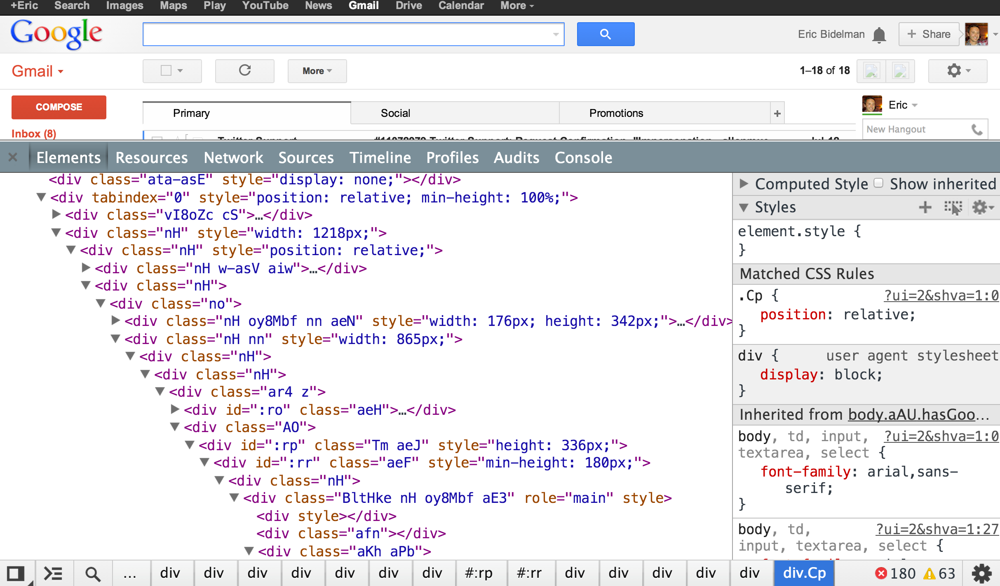 +Eric Search Images Maps Play YouTube News Gmail Drive Calendar More
Google
Eric Bidelman + Share
Gmail
More
1–18 of 18
COMPOSE
Primary Social Promotions +
Eric
Inbox (8)
New Hangout
Twitter Support
× Elements Resources Network Sources Timeline Profiles Audits Console
<div class="ata-asE" style="display: none;"></div>
<div tabindex="0" style="position: relative; min-height: 100%;">
<div class="vI8oZc cS">…</div>
<div class="nH" style="width: 1218px;">
<div class="nH" style="position: relative;">
<div class="nH w-asV aiw">…</div>
<div class="nH">
<div class="no">
<div class="nH oy8Mbf nn aeN" style="width: 176px; height: 342px;">…</div>
<div class="nH nn" style="width: 865px;">
<div class="nH">
<div class="nH">
<div class="ar4 z">
<div id=":ro" class="aeH">…</div>
<div class="AO">
<div id=":rp" class="Tm aeJ" style="height: 336px;">
<div id=":rr" class="aeF" style="min-height: 180px;">
<div class="nH">
<div class="BltHke nH oy8Mbf aE3" role="main" style>
<div style></div>
<div class="afn"></div>
<div class="aKh aPb">
Computed Style Show inherited
Styles
element.style {
}
Matched CSS Rules
.Cp { ?ui=2&shva=1:0
position: relative;
}
div { user agent stylesheet
display: block;
}
Inherited from body.aAU.hasGoo…
body, td, input, ?ui=2&shva=1:0
textarea, select {
font-family: arial,sans-
serif;
}
body, td, ?ui=2&shva=1:27
input, textarea, select {
... div div div div div div div #:rp #:rr div div div div div div.Cp 180 63